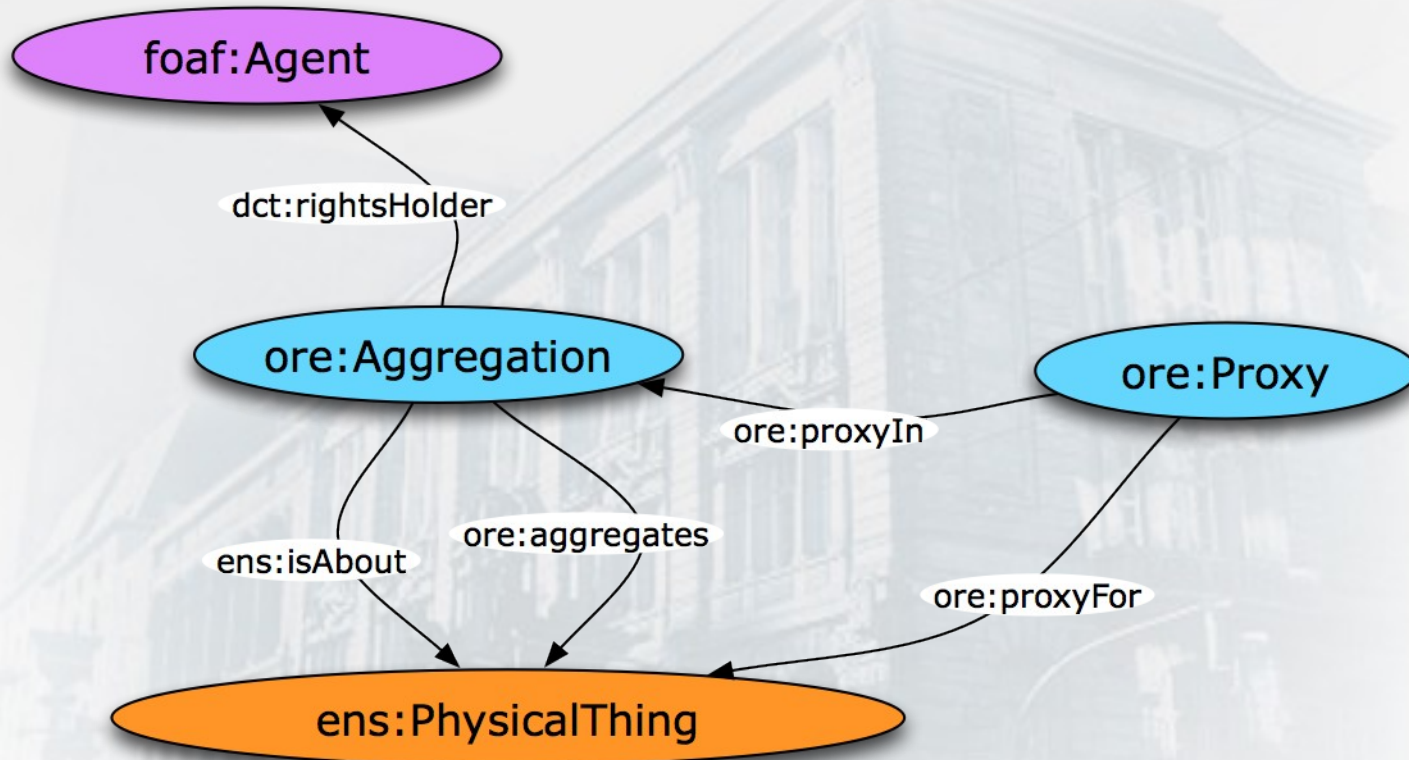 foaf:Agent
dct:rightsHolder
ore:Aggregation
ore:Proxy
ore:proxyIn
ore:aggregates
ens:isAbout
ore:proxyFor
ens:PhysicalThing